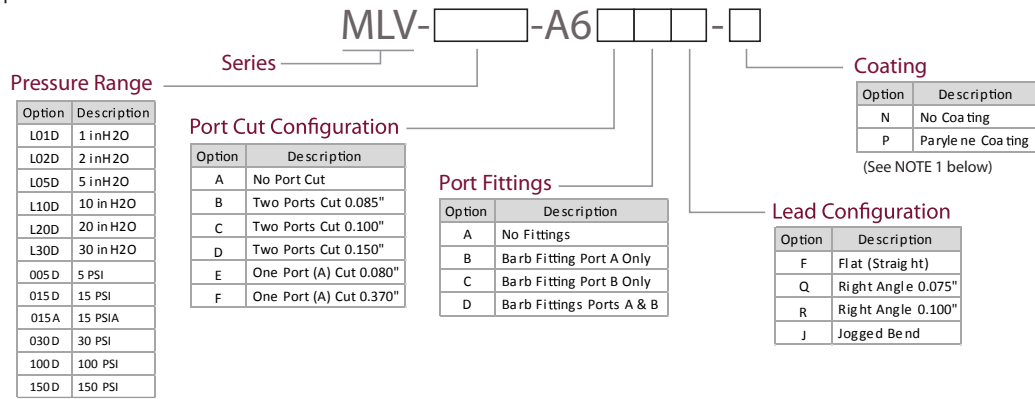 MLV-
-A6
-
Series
Pressure Range
Option Description
L01D 1 inH2O
L02D 2 inH2O
L05D 5 inH2O
L10D 10 in H2O
L20D 20 in H2O
L30D 30 in H2O
005D 5 PSI
015D 15 PSI
015A 15 PSIA
030D 30 PSI
100D 100 PSI
150D 150 PSI
Port Cut Configuration
Option Description
A No Port Cut
B Two Ports Cut 0.085"
C Two Ports Cut 0.100"
D Two Ports Cut 0.150"
E One Port (A) Cut 0.080"
F One Port (A) Cut 0.370"
Port Fittings
Option Description
A No Fittings
B Barb Fitting Port A Only
C Barb Fitting Port B Only
D Barb Fittings Ports A & B
Coating
Option Description
N No Coating
P Parylene Coating
(See NOTE 1 below)
Lead Configuration
Option Description
F Flat (Straight)
Q Right Angle 0.075"
R Right Angle 0.100"
J Jogged Bend